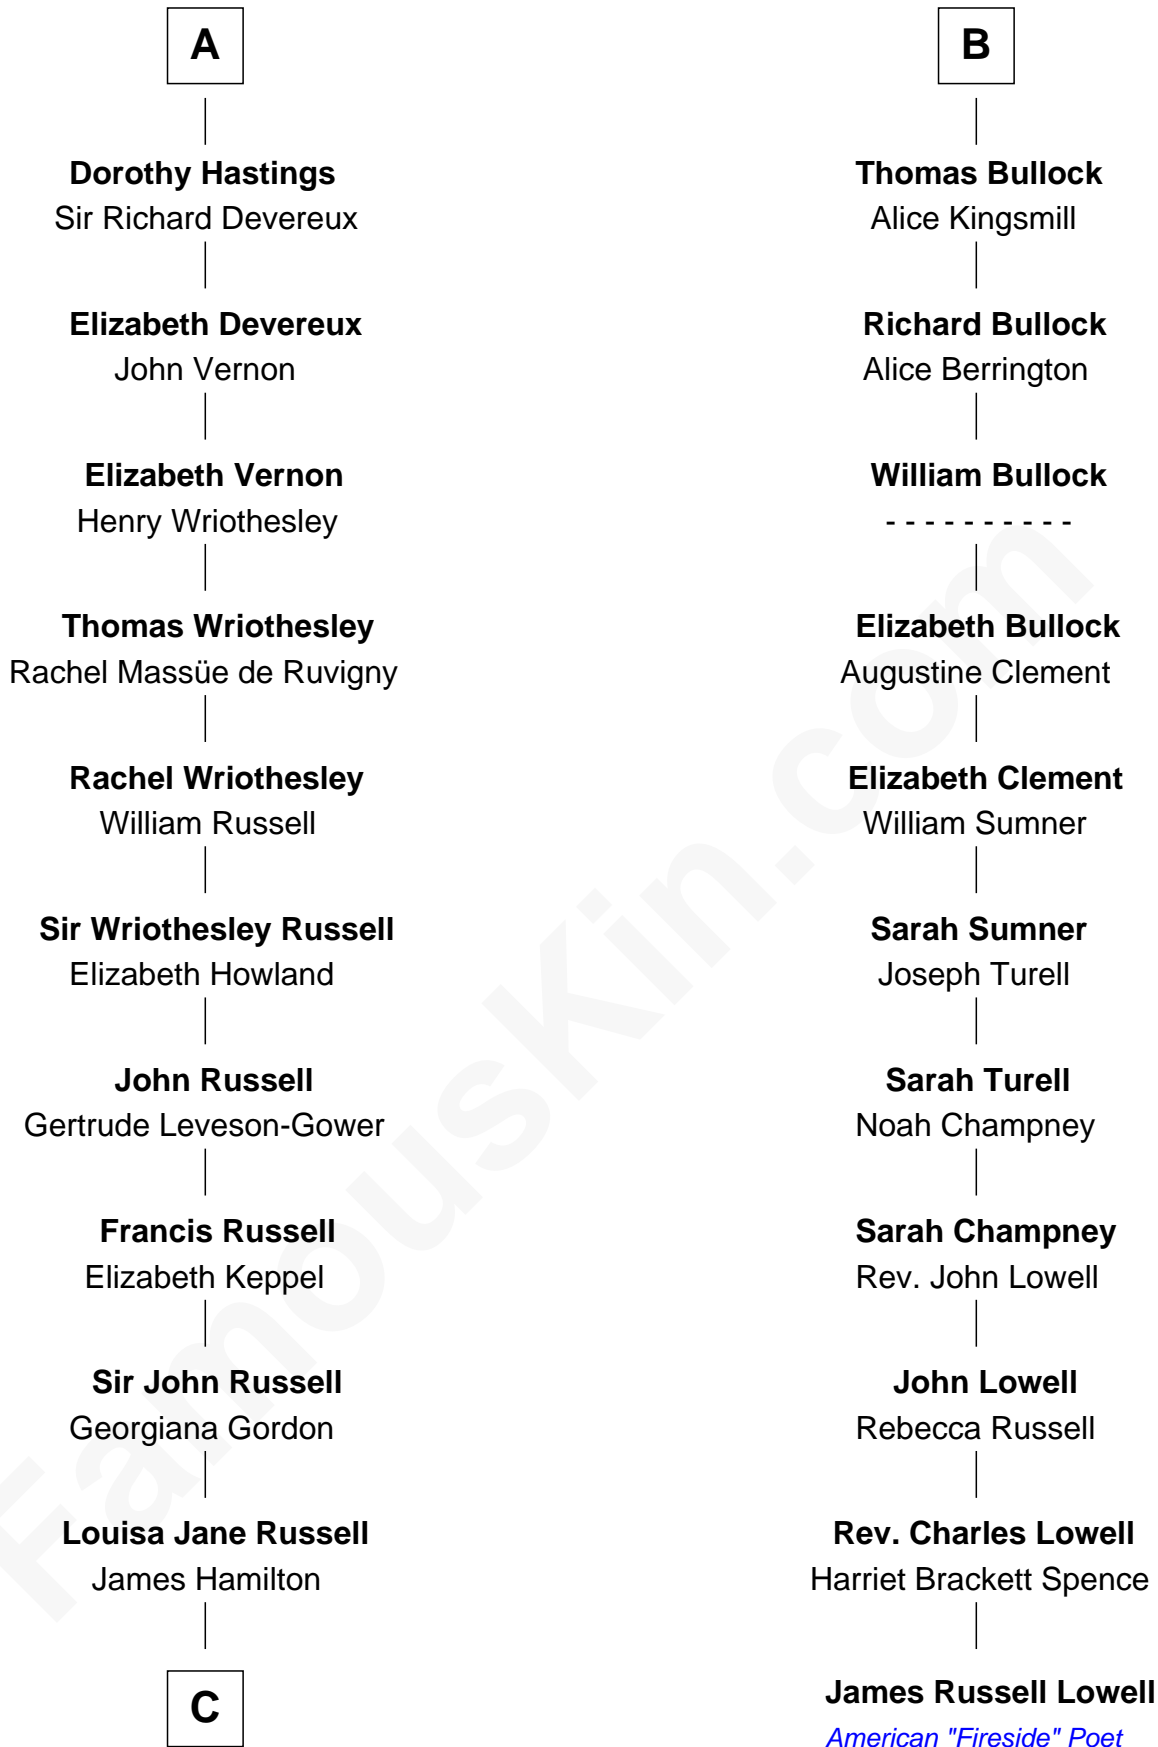 A
Dorothy Hastings
Sir Richard Devereux
Elizabeth Devereux
John Vernon
Elizabeth Vernon
Henry Wriothesley
Thomas Wriothesley
Rachel Massüe de Ruvigny
Rachel Wriothesley
William Russell
Sir Wriothesley Russell
Elizabeth Howland
John Russell
Gertrude Leveson-Gower
Francis Russell
Elizabeth Keppel
Sir John Russell
Georgiana Gordon
Louisa Jane Russell
James Hamilton
C
B
Thomas Bullock
Alice Kingsmill
Richard Bullock
Alice Berrington
William Bullock
- - - - - - - - - -
Elizabeth Bullock
Augustine Clement
Elizabeth Clement
William Sumner
Sarah Sumner
Joseph Turell
Sarah Turell
Noah Champney
Sarah Champney
Rev. John Lowell
John Lowell
Rebecca Russell
Rev. Charles Lowell
Harriet Brackett Spence
James Russell Lowell
American "Fireside" Poet
FamousKin.com